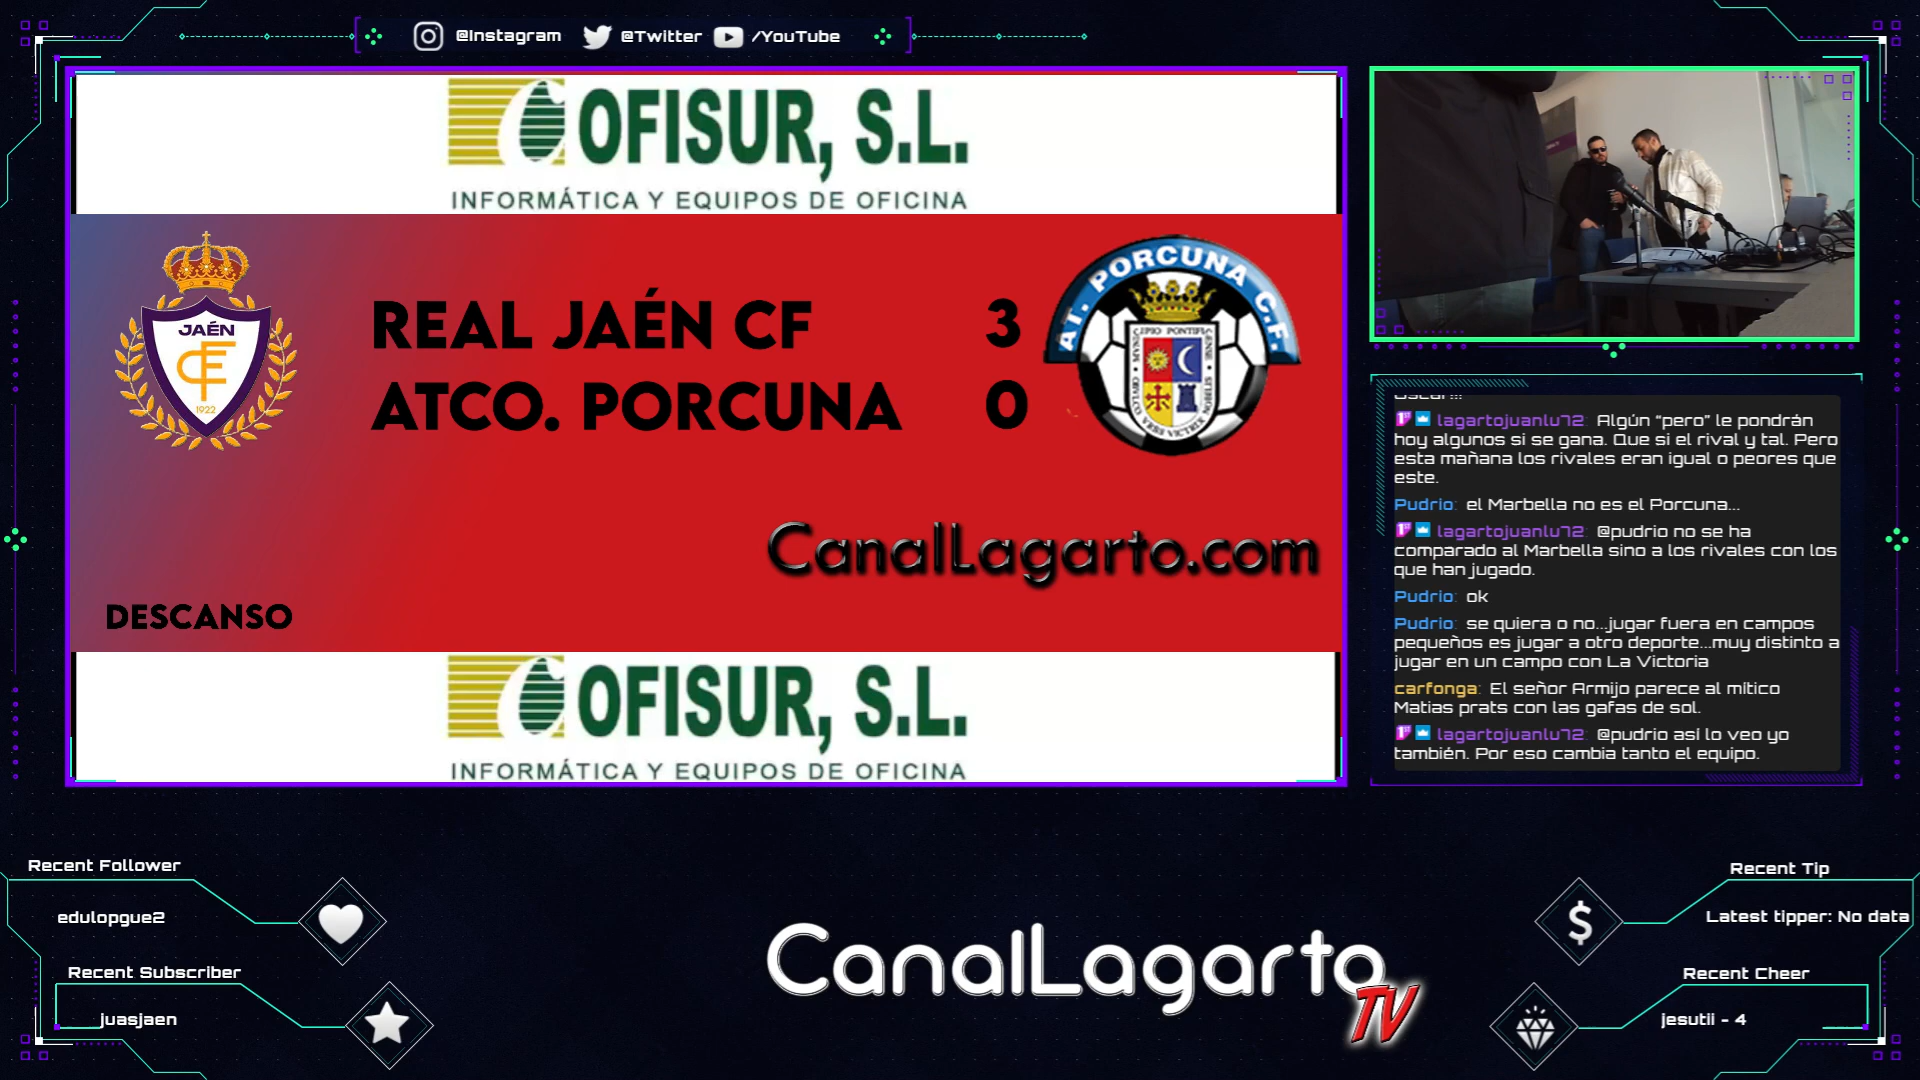 @Instagram @Twitter /YouTube
OFISUR, S.L.
INFORMÁTICA Y EQUIPOS DE OFICINA
JAÉN
CF
1922
REAL JAÉN CF 3
ATCO. PORCUNA 0
AT. PORCUNA C.F.
CanalLagarto.com
DESCANSO
OFISUR, S.L.
INFORMÁTICA Y EQUIPOS DE OFICINA
lagartojuanlu72: Algún “pero” le pondrán
hoy algunos si se gana. Que si el rival y tal. Pero
esta mañana los rivales eran igual o peores que
este.
Pudrio: el Marbella no es el Porcuna...
lagartojuanlu72: @pudrio no se ha
comparado al Marbella sino a los rivales con los
que han jugado.
Pudrio: ok
Pudrio: se quiera o no...jugar fuera en campos
pequeños es jugar a otro deporte...muy distinto a
jugar en un campo con La Victoria
carfonga: El señor Armijo parece al mítico
Matias prats con las gafas de sol.
lagartojuanlu72: @pudrio así lo veo yo
también. Por eso cambia tanto el equipo.
Recent Follower
edulopgue2
Recent Subscriber
juasjaen
CanalLagarto
TV
Recent Tip
Latest tipper: No data
Recent Cheer
jesutii - 4